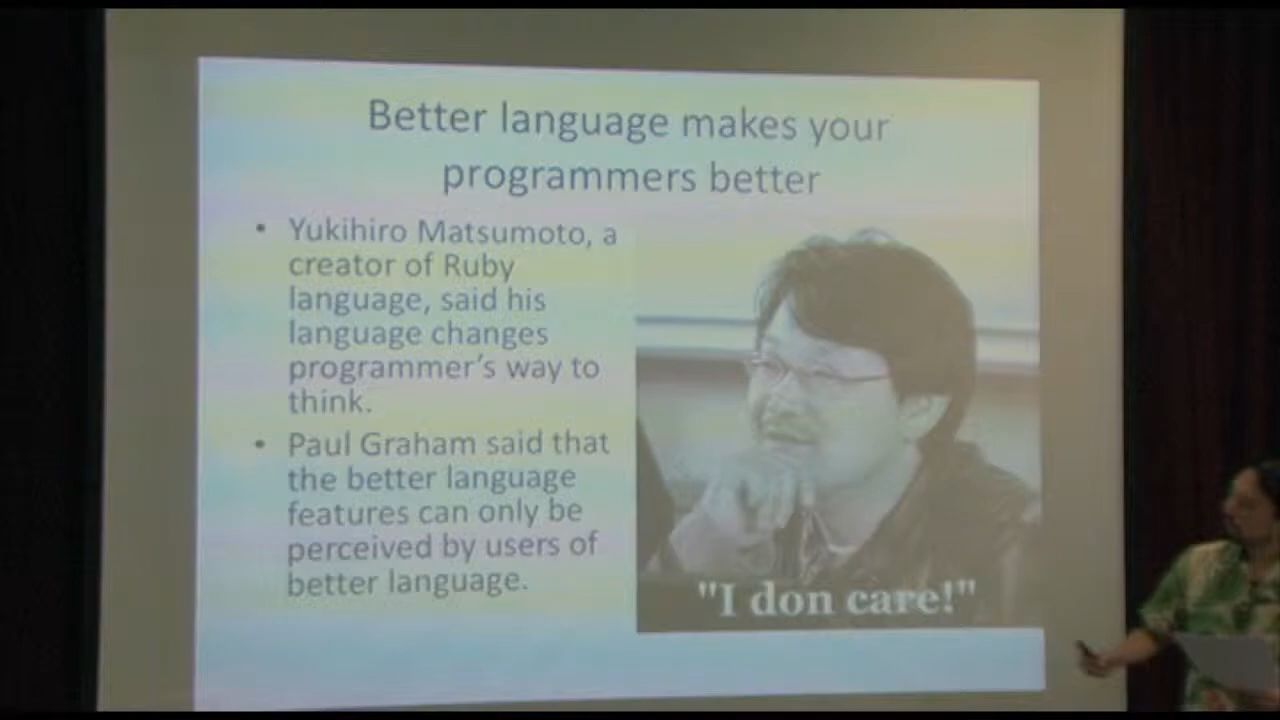 Better language makes your
programmers better
• Yukihiro Matsumoto, a
creator of Ruby
language, said his
language changes
programmer's way to
think.
• Paul Graham said that
the better language
features can only be
perceived by users of
better language.
"I don care!"